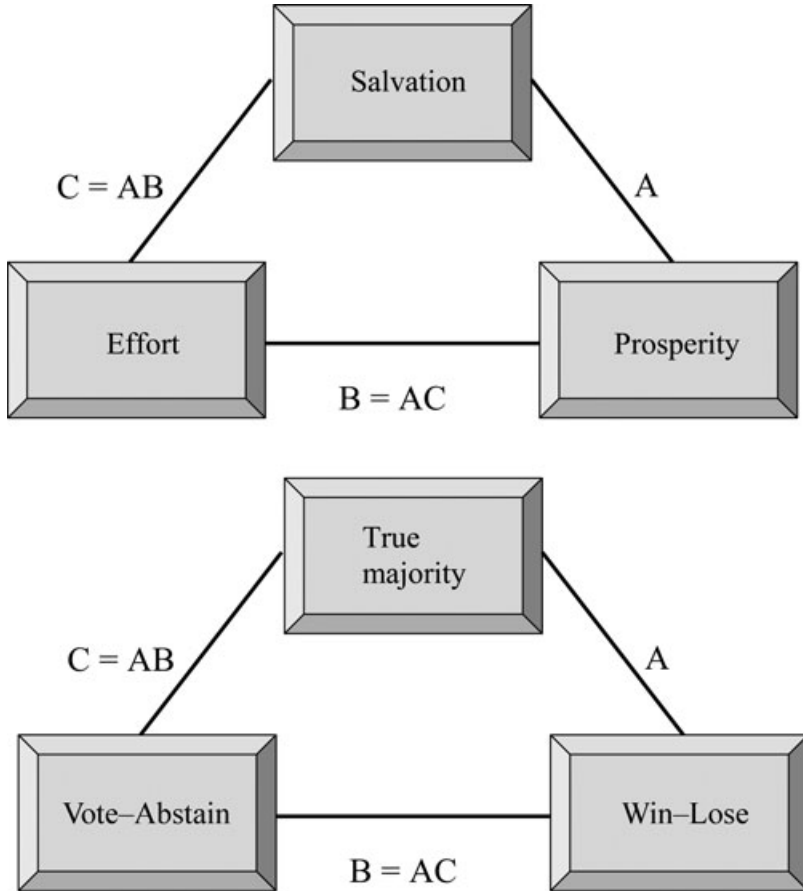 Salvation
C = AB
A
Effort
Prosperity
B = AC
True
majority
C = AB
A
Vote–Abstain
Win–Lose
B = AC